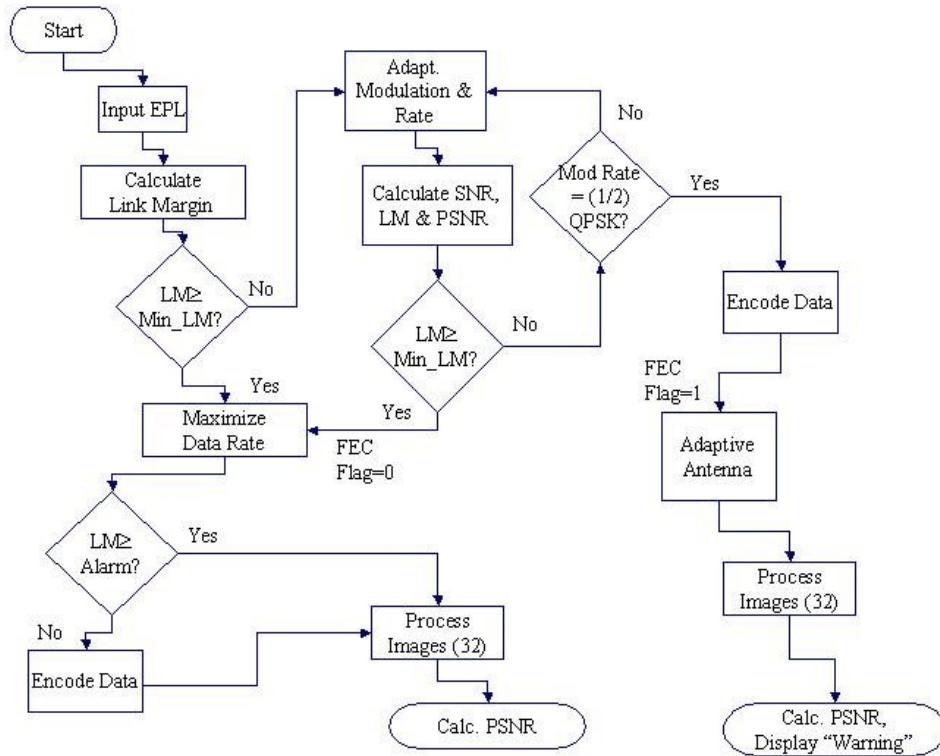 Start
Input EPL
Calculate
Link Margin
LM≥
Min_LM?
No
Yes
Adapt.
Modulation &
Rate
Calculate SNR,
LM & PSNR
LM≥
Min_LM?
No
Yes
Mod Rate
= (1/2)
QPSK?
No
Yes
Encode Data
FEC
Flag=1
Adaptive
Antenna
Process
Images (32)
Calc. PSNR,
Display “Warning”
Maximize
Data Rate
FEC
Flag=0
LM≥
Alarm?
Yes
No
Encode Data
Process
Images (32)
Calc. PSNR